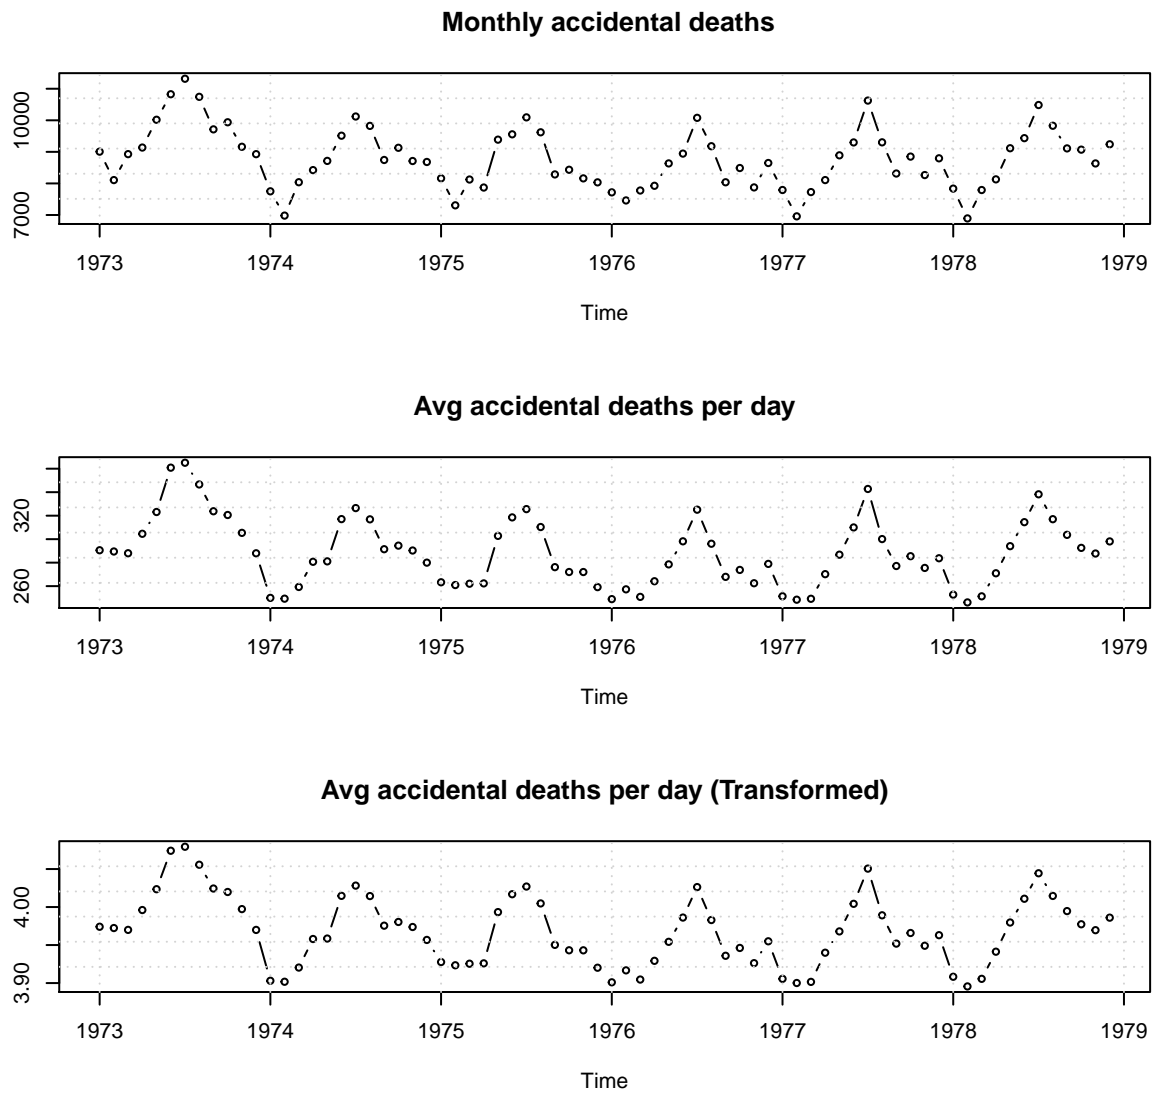 Monthly accidental deaths
10000
7000
1973 1974 1975 1976 1977 1978 1979
Time
Avg accidental deaths per day
320
260
1973 1974 1975 1976 1977 1978 1979
Time
Avg accidental deaths per day (Transformed)
4.00
3.90
1973 1974 1975 1976 1977 1978 1979
Time